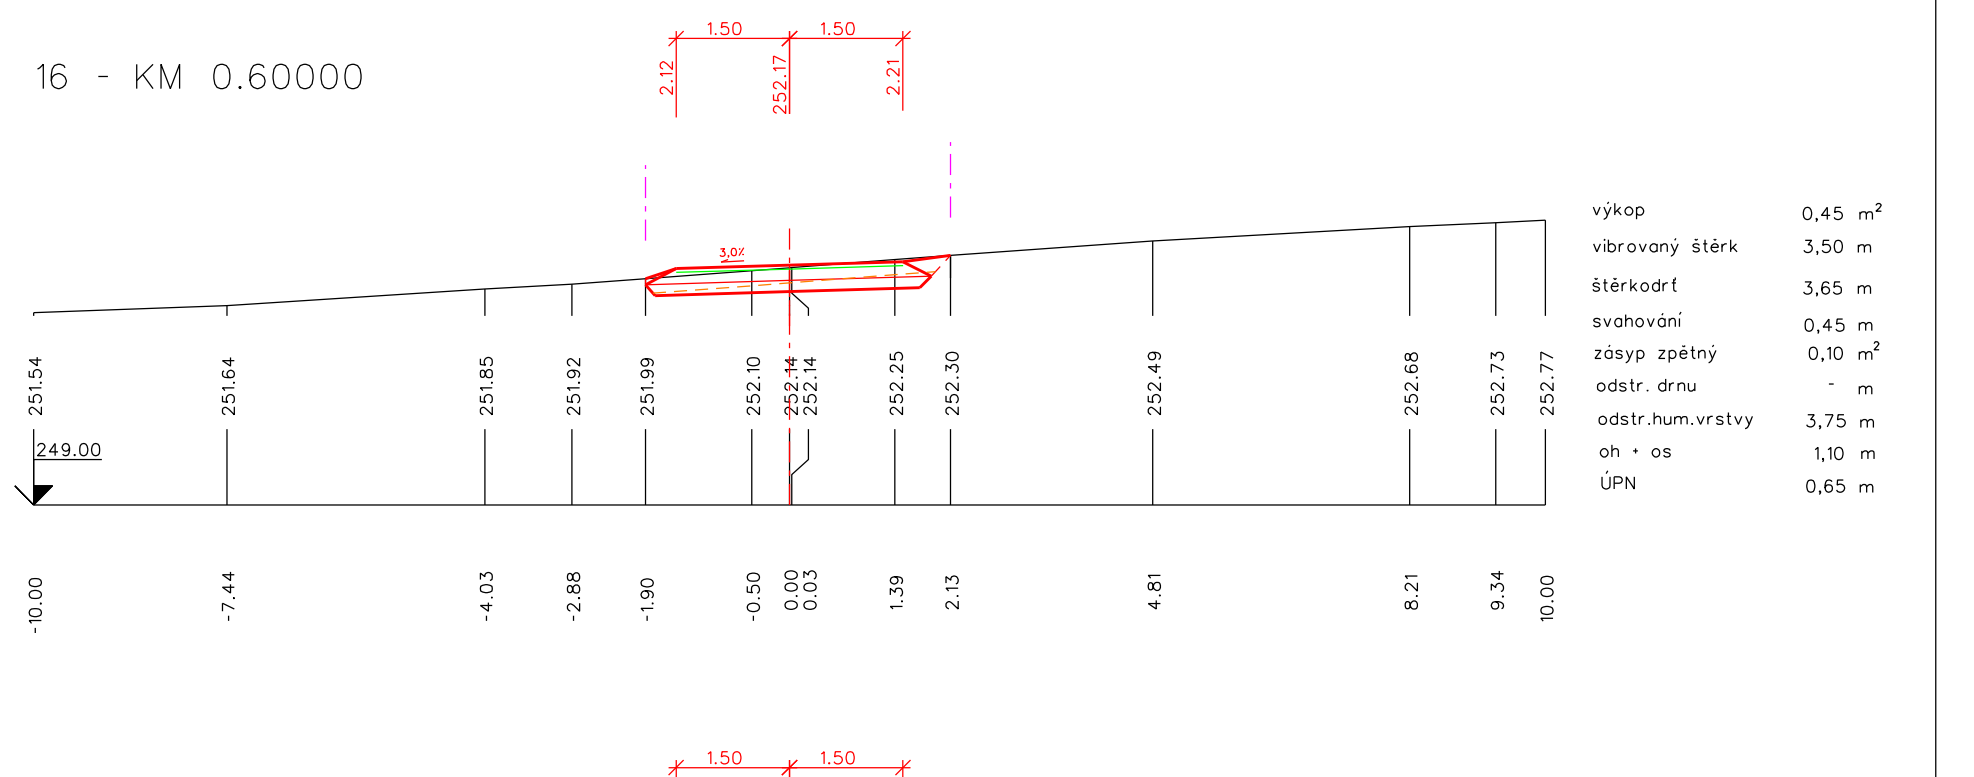 1.50 1.50
16 - KM 0.60000
2.12 252.17 2.21
3,0%
výkop 0,45 m²
vibrovaný štěrk 3,50 m
štěrkodrť 3,65 m
svahování 0,45 m
zásyp zpětný 0,10 m²
odstr. drnu - m
odstr.hum.vrstvy 3,75 m
oh + os 1,10 m
ÚPN 0,65 m
251.54 251.64 251.85 251.92 251.99 252.10 252.14 252.14 252.25 252.30 252.49 252.68 252.73 252.77
249.00
-10.00 -7.44 -4.03 -2.88 -1.90 -0.50 0.00 0.03 1.39 2.13 4.81 8.21 9.34 10.00
1.50 1.50